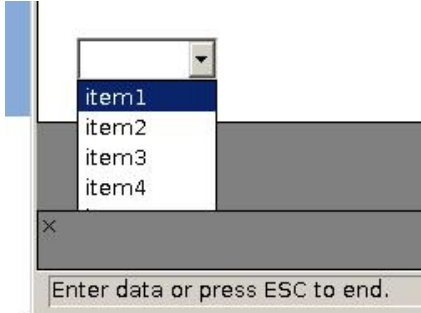 item1
item2
item3
item4
Enter data or press ESC to end.